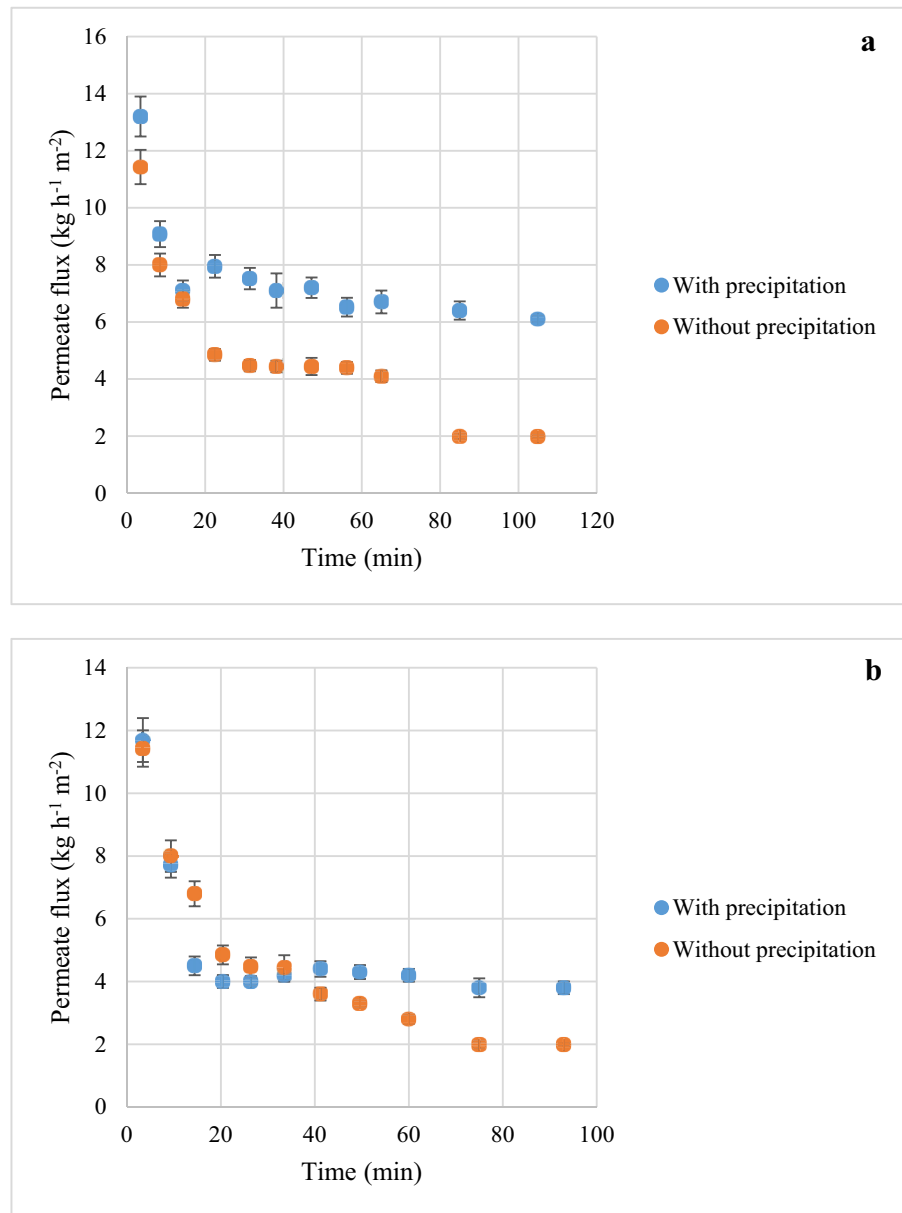 a
16
14
12
10
8
6
4
2
0
Permeate flux (kg h⁻¹ m⁻²)
0 20 40 60 80 100 120
Time (min)
With precipitation
Without precipitation
b
14
12
10
8
6
4
2
0
Permeate flux (kg h⁻¹ m⁻²)
0 20 40 60 80 100
Time (min)
With precipitation
Without precipitation